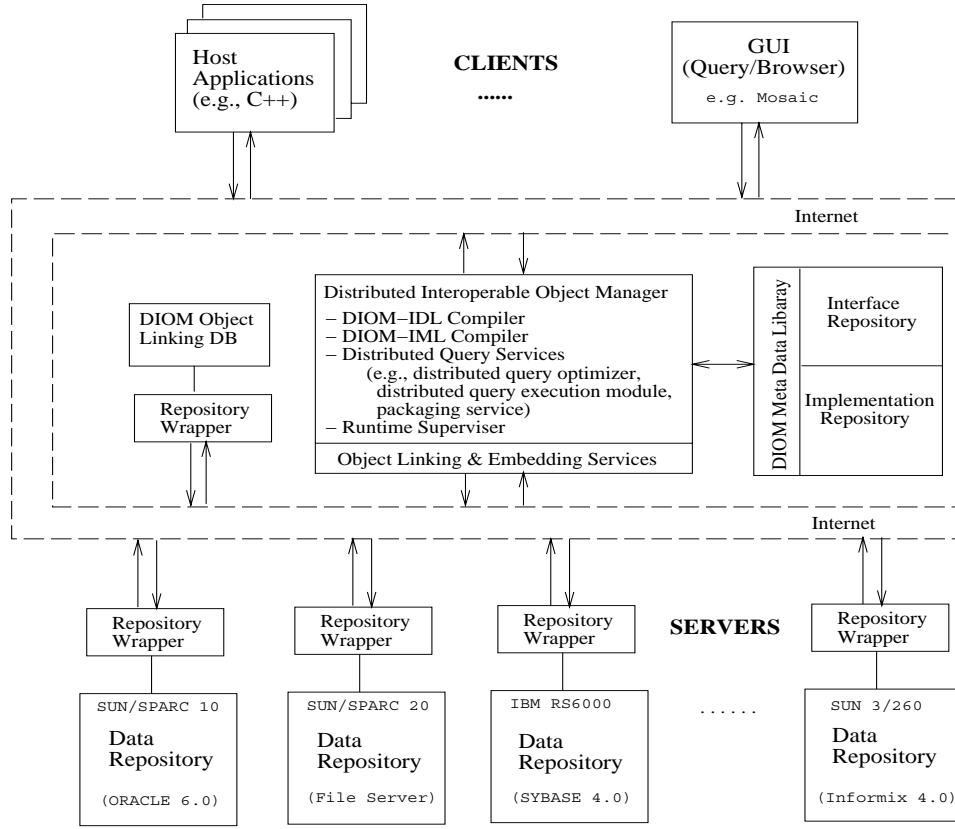 Host
Applications
(e.g., C++)
CLIENTS
......
GUI
(Query/Browser)
e.g. Mosaic
Internet
DIOM Object
Linking DB
Repository
Wrapper
Distributed Interoperable Object Manager
– DIOM–IDL Compiler
– DIOM–IML Compiler
– Distributed Query Services
(e.g., distributed query optimizer,
distributed query execution module,
packaging service)
– Runtime Superviser
Object Linking & Embedding Services
DIOM Meta Data Libaray
Interface
Repository
Implementation
Repository
Internet
Repository
Wrapper
Repository
Wrapper
Repository
Wrapper
SERVERS
Repository
Wrapper
SUN/SPARC 10
Data
Repository
(ORACLE 6.0)
SUN/SPARC 20
Data
Repository
(File Server)
IBM RS6000
Data
Repository
(SYBASE 4.0)
......
SUN 3/260
Data
Repository
(Informix 4.0)